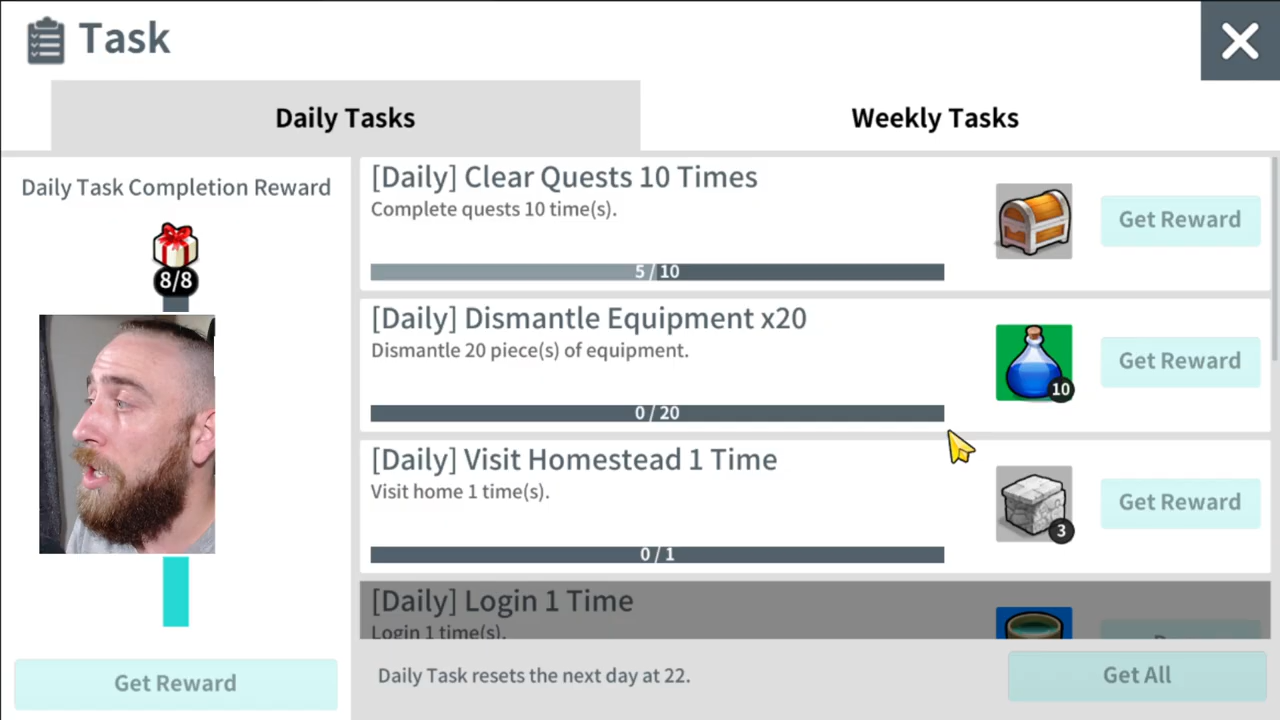 Task
Daily Tasks
Weekly Tasks
Daily Task Completion Reward
8/8
Get Reward
[Daily] Clear Quests 10 Times
Complete quests 10 time(s).
5 / 10
Get Reward
[Daily] Dismantle Equipment x20
Dismantle 20 piece(s) of equipment.
0 / 20
10
Get Reward
[Daily] Visit Homestead 1 Time
Visit home 1 time(s).
0 / 1
3
Get Reward
[Daily] Login 1 Time
Login 1 time(s).
Daily Task resets the next day at 22.
Get All